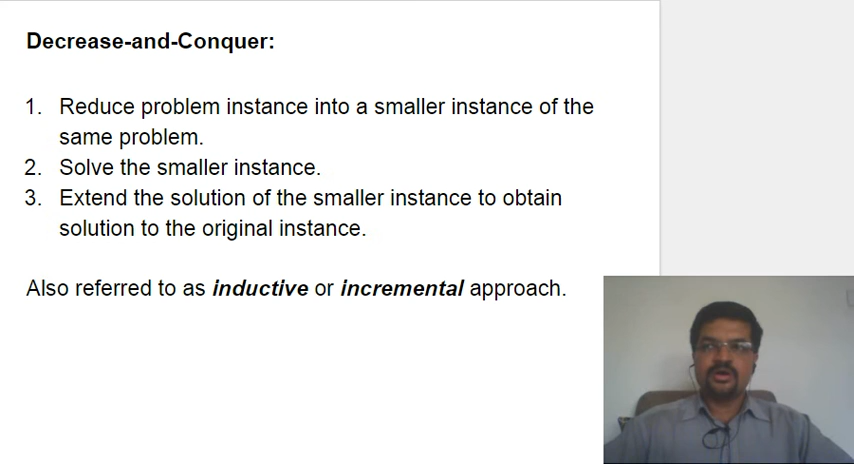 Decrease-and-Conquer:
1. Reduce problem instance into a smaller instance of the
same problem.
2. Solve the smaller instance.
3. Extend the solution of the smaller instance to obtain
solution to the original instance.
Also referred to as inductive or incremental approach.